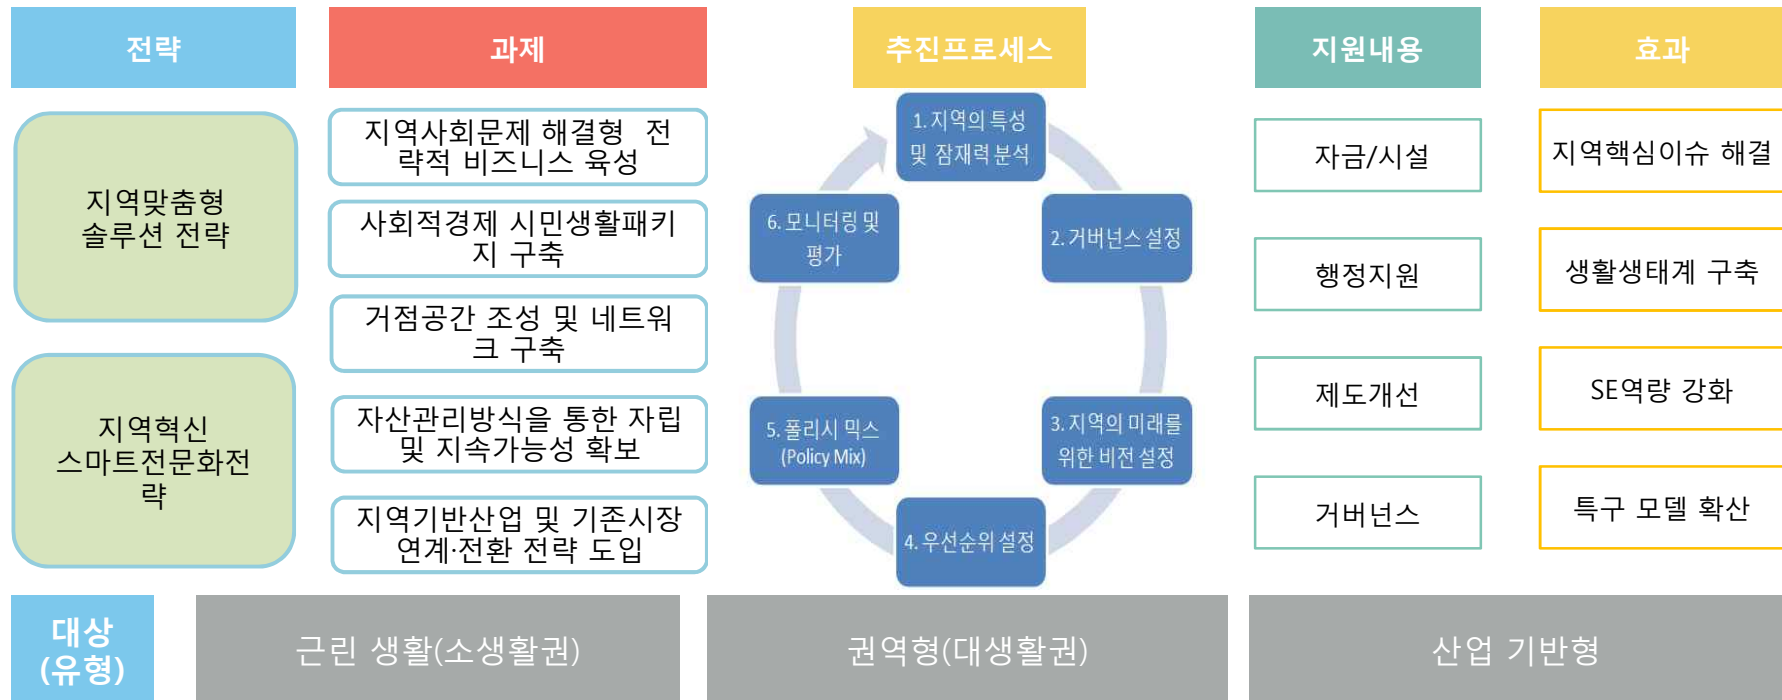 전략
과제
추진프로세스
지원내용
효과
지역맞춤형
솔루션 전략
지역혁신
스마트전문화전
략
지역사회문제 해결형 전
략적 비즈니스 육성
사회적경제 시민생활패키
지 구축
거점공간 조성 및 네트워
크 구축
자산관리방식을 통한 자립
및 지속가능성 확보
지역기반산업 및 기존시장
연계·전환 전략 도입
1. 지역의 특성
및 잠재력 분석
2. 거버넌스 설정
3. 지역의 미래를
위한 비전 설정
4. 우선순위 설정
5. 폴리시 믹스
(Policy Mix)
6. 모니터링 및
평가
자금/시설
행정지원
제도개선
거버넌스
지역핵심이슈 해결
생활생태계 구축
SE역량 강화
특구 모델 확산
대상
(유형)
근린 생활(소생활권)
권역형(대생활권)
산업 기반형